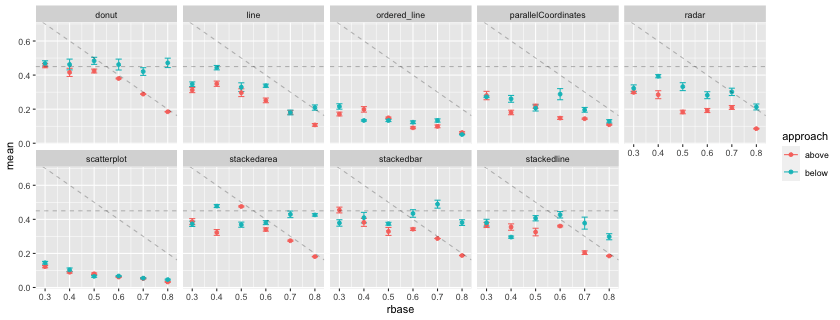 donut line ordered_line parallelCoordinates radar
0.6
0.4
0.2
0.0
0.3 0.4 0.5 0.6 0.7 0.8
scatterplot stackedarea stackedbar stackedline
0.6
0.4
0.2
0.0
0.3 0.4 0.5 0.6 0.7 0.8 0.3 0.4 0.5 0.6 0.7 0.8 0.3 0.4 0.5 0.6 0.7 0.8 0.3 0.4 0.5 0.6 0.7 0.8
mean
rbase
approach
above
below